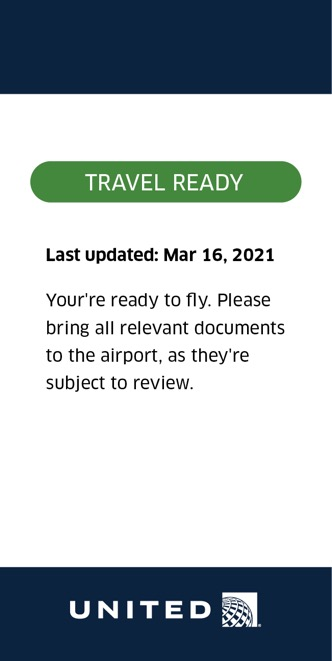 TRAVEL READY
Last updated: Mar 16, 2021
Your're ready to fly. Please
bring all relevant documents
to the airport, as they're
subject to review.
UNITED